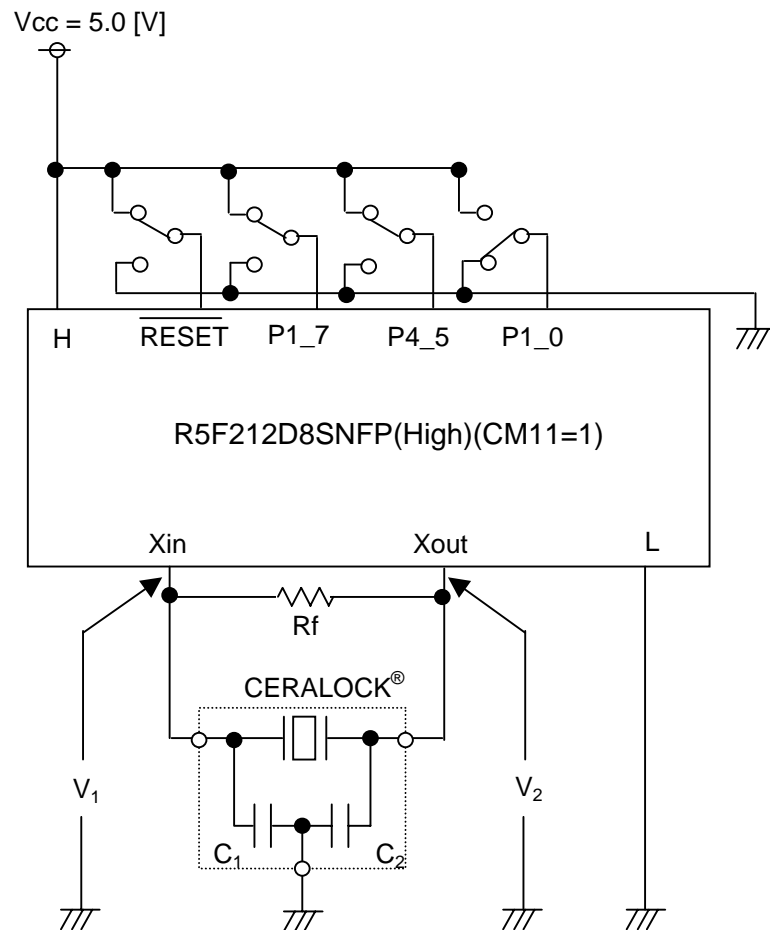 Vcc = 5.0 [V]
H RESET P1_7 P4_5 P1_0
R5F212D8SNFP(High)(CM11=1)
Xin Xout L
Rf
CERALOCK®
V₁ V₂
C₁ C₂